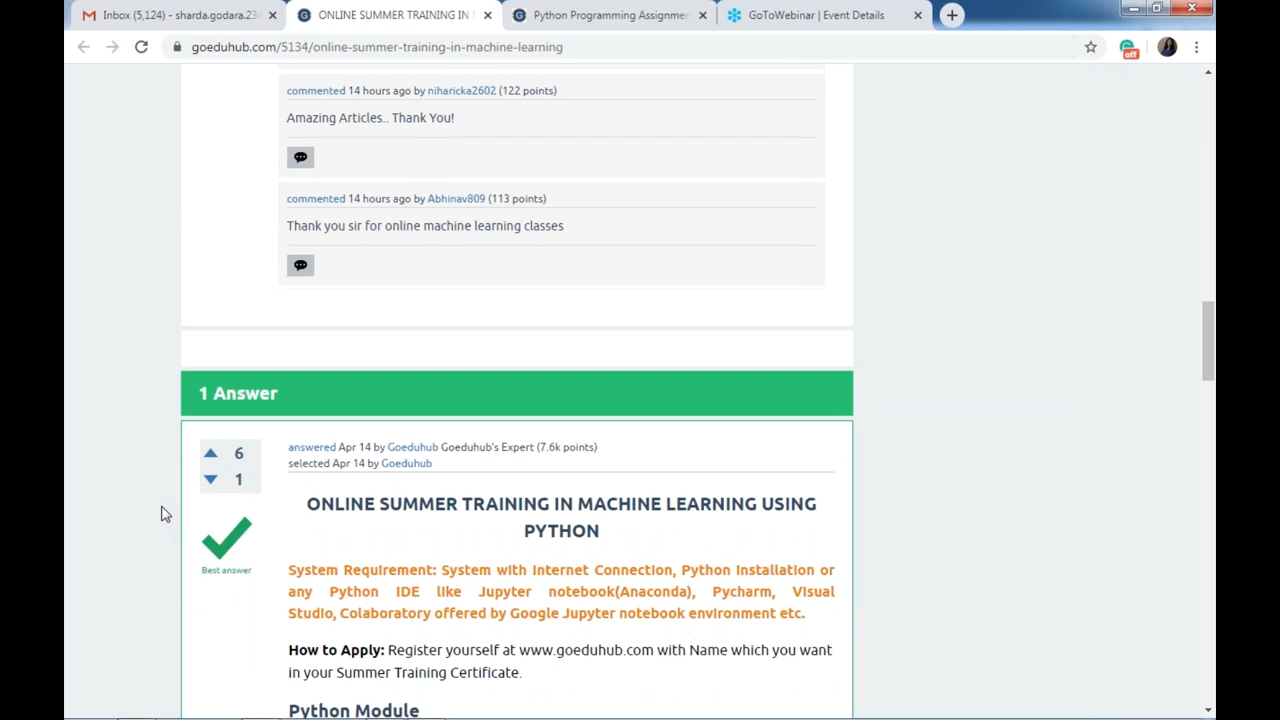 Inbox (5,124) - sharda.godara.23
ONLINE SUMMER TRAINING IN
Python Programming Assignmen
GoToWebinar | Event Details
goeduhub.com/5134/online-summer-training-in-machine-learning
off
commented 14 hours ago by niharicka2602 (122 points)
Amazing Articles.. Thank You!
commented 14 hours ago by Abhinav809 (113 points)
Thank you sir for online machine learning classes
1 Answer
6
1
Best answer
answered Apr 14 by Goeduhub Goeduhub's Expert (7.6k points)
selected Apr 14 by Goeduhub
ONLINE SUMMER TRAINING IN MACHINE LEARNING USING
PYTHON
System Requirement: System with Internet Connection, Python Installation or
any Python IDE like Jupyter notebook(Anaconda), Pycharm, Visual
Studio, Colaboratory offered by Google Jupyter notebook environment etc.
How to Apply: Register yourself at www.goeduhub.com with Name which you want
in your Summer Training Certificate.
Python Module